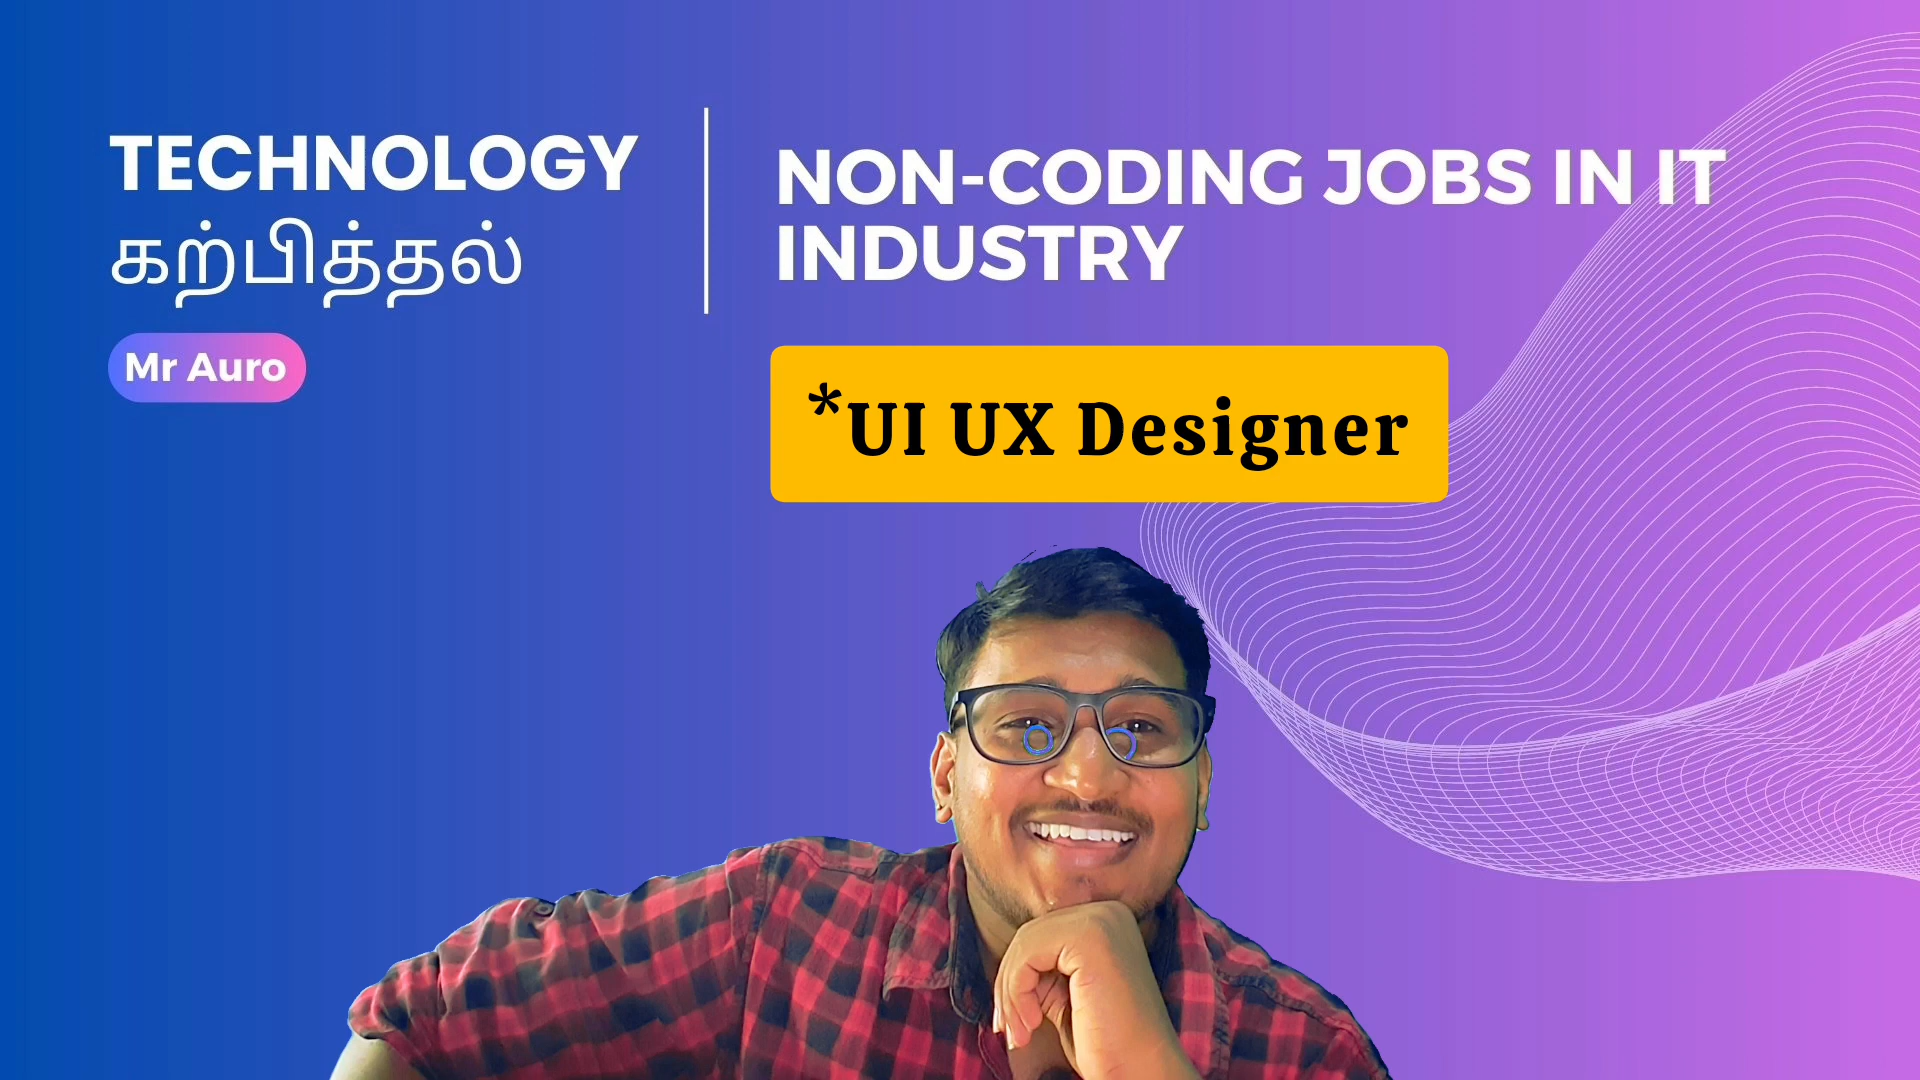 TECHNOLOGY
கற்பித்தல்
Mr Auro
NON-CODING JOBS IN IT
INDUSTRY
*UI UX Designer